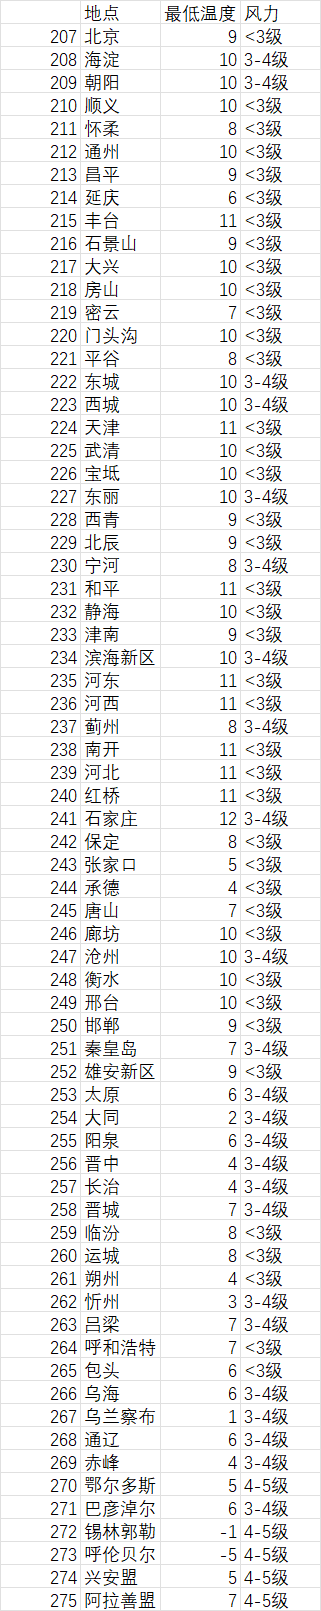 地点 最低温度 风力
207 北京 9 <3级
208 海淀 10 3-4级
209 朝阳 10 3-4级
210 顺义 10 <3级
211 怀柔 8 <3级
212 通州 10 <3级
213 昌平 9 <3级
214 延庆 6 <3级
215 丰台 11 <3级
216 石景山 9 <3级
217 大兴 10 <3级
218 房山 10 <3级
219 密云 7 <3级
220 门头沟 10 <3级
221 平谷 8 <3级
222 东城 10 3-4级
223 西城 10 3-4级
224 天津 11 <3级
225 武清 10 <3级
226 宝坻 10 <3级
227 东丽 10 3-4级
228 西青 9 <3级
229 北辰 9 <3级
230 宁河 8 3-4级
231 和平 11 <3级
232 静海 10 <3级
233 津南 9 <3级
234 滨海新区 10 3-4级
235 河东 11 <3级
236 河西 11 <3级
237 蓟州 8 3-4级
238 南开 11 <3级
239 河北 11 <3级
240 红桥 11 <3级
241 石家庄 12 3-4级
242 保定 8 <3级
243 张家口 5 <3级
244 承德 4 <3级
245 唐山 7 <3级
246 廊坊 10 <3级
247 沧州 10 3-4级
248 衡水 10 <3级
249 邢台 10 <3级
250 邯郸 9 <3级
251 秦皇岛 7 3-4级
252 雄安新区 9 <3级
253 太原 6 3-4级
254 大同 2 3-4级
255 阳泉 6 3-4级
256 晋中 4 3-4级
257 长治 4 3-4级
258 晋城 7 3-4级
259 临汾 8 <3级
260 运城 8 <3级
261 朔州 4 <3级
262 忻州 3 3-4级
263 吕梁 7 3-4级
264 呼和浩特 7 <3级
265 包头 6 <3级
266 乌海 6 3-4级
267 乌兰察布 1 3-4级
268 通辽 6 3-4级
269 赤峰 4 3-4级
270 鄂尔多斯 5 4-5级
271 巴彦淖尔 6 3-4级
272 锡林郭勒 -1 4-5级
273 呼伦贝尔 -5 4-5级
274 兴安盟 5 4-5级
275 阿拉善盟 7 4-5级